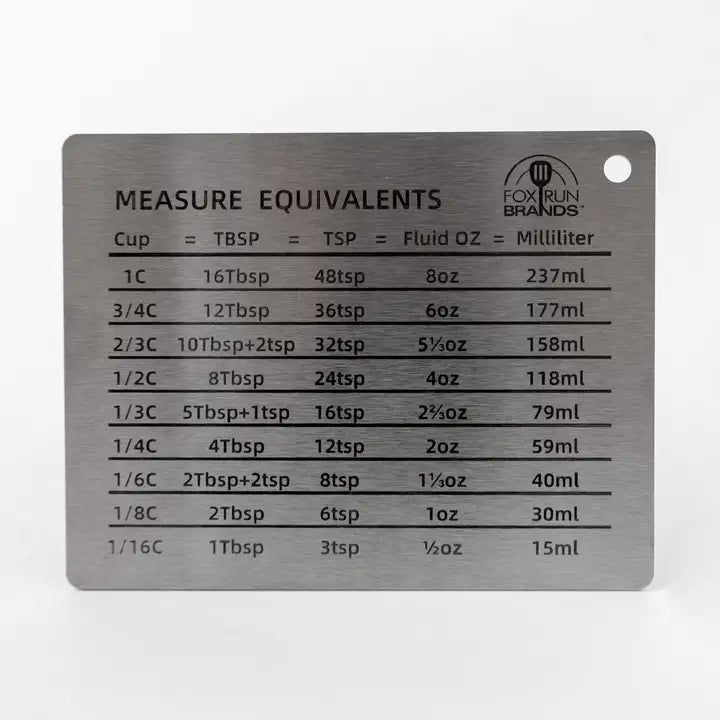 MEASURE EQUIVALENTS
FOX RUN
BRANDS™
Cup = TBSP = TSP = Fluid OZ = Milliliter
1C 16Tbsp 48tsp 8oz 237ml
3/4C 12Tbsp 36tsp 6oz 177ml
2/3C 10Tbsp+2tsp 32tsp 5⅓oz 158ml
1/2C 8Tbsp 24tsp 4oz 118ml
1/3C 5Tbsp+1tsp 16tsp 2⅔oz 79ml
1/4C 4Tbsp 12tsp 2oz 59ml
1/6C 2Tbsp+2tsp 8tsp 1⅓oz 40ml
1/8C 2Tbsp 6tsp 1oz 30ml
1/16C 1Tbsp 3tsp ½oz 15ml